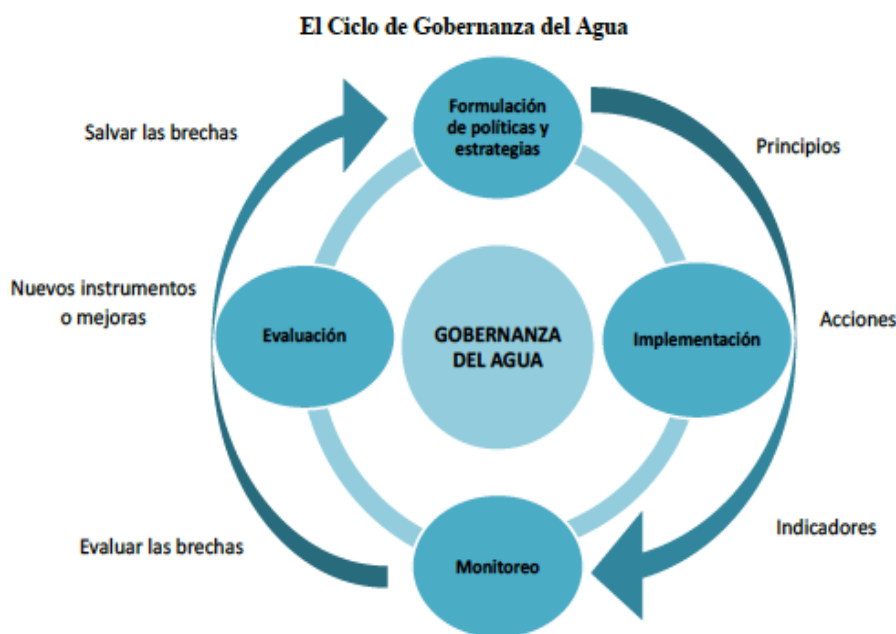 El Ciclo de Gobernanza del Agua
Formulación
de políticas y
estrategias
Salvar las brechas
Principios
Nuevos instrumentos
o mejoras
Evaluación
GOBERNANZA
DEL AGUA
Implementación
Acciones
Evaluar las brechas
Indicadores
Monitoreo